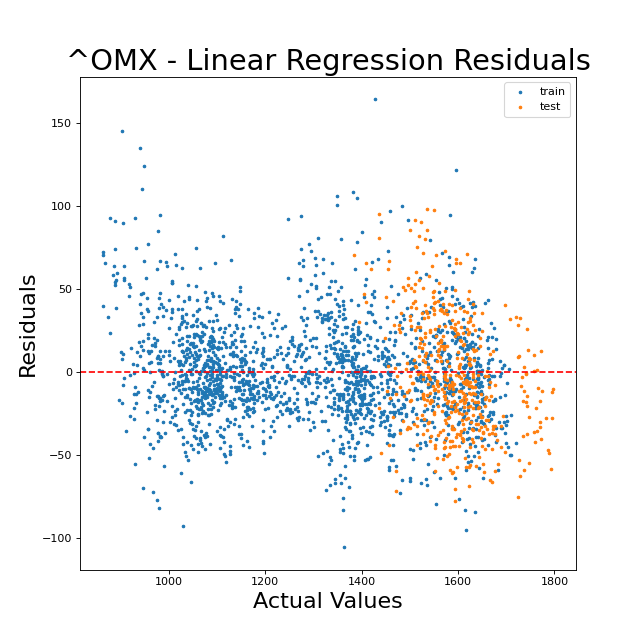 ^OMX - Linear Regression Residuals
train
test
150
100
50
0
−50
−100
Residuals
1000
1200
1400
1600
1800
Actual Values